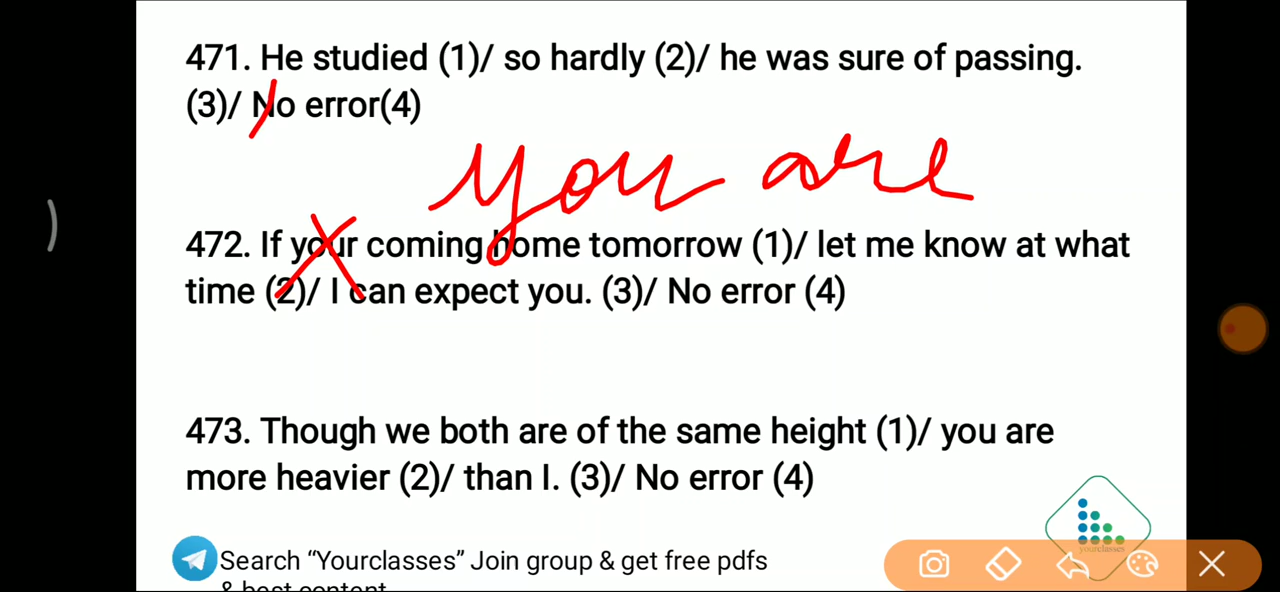 471. He studied (1)/ so hardly (2)/ he was sure of passing.
(3)/ No error(4)
you are
472. If your coming home tomorrow (1)/ let me know at what
time (2)/ I can expect you. (3)/ No error (4)
473. Though we both are of the same height (1)/ you are
more heavier (2)/ than I. (3)/ No error (4)
yourclasses
Search “Yourclasses” Join group & get free pdfs
& best content